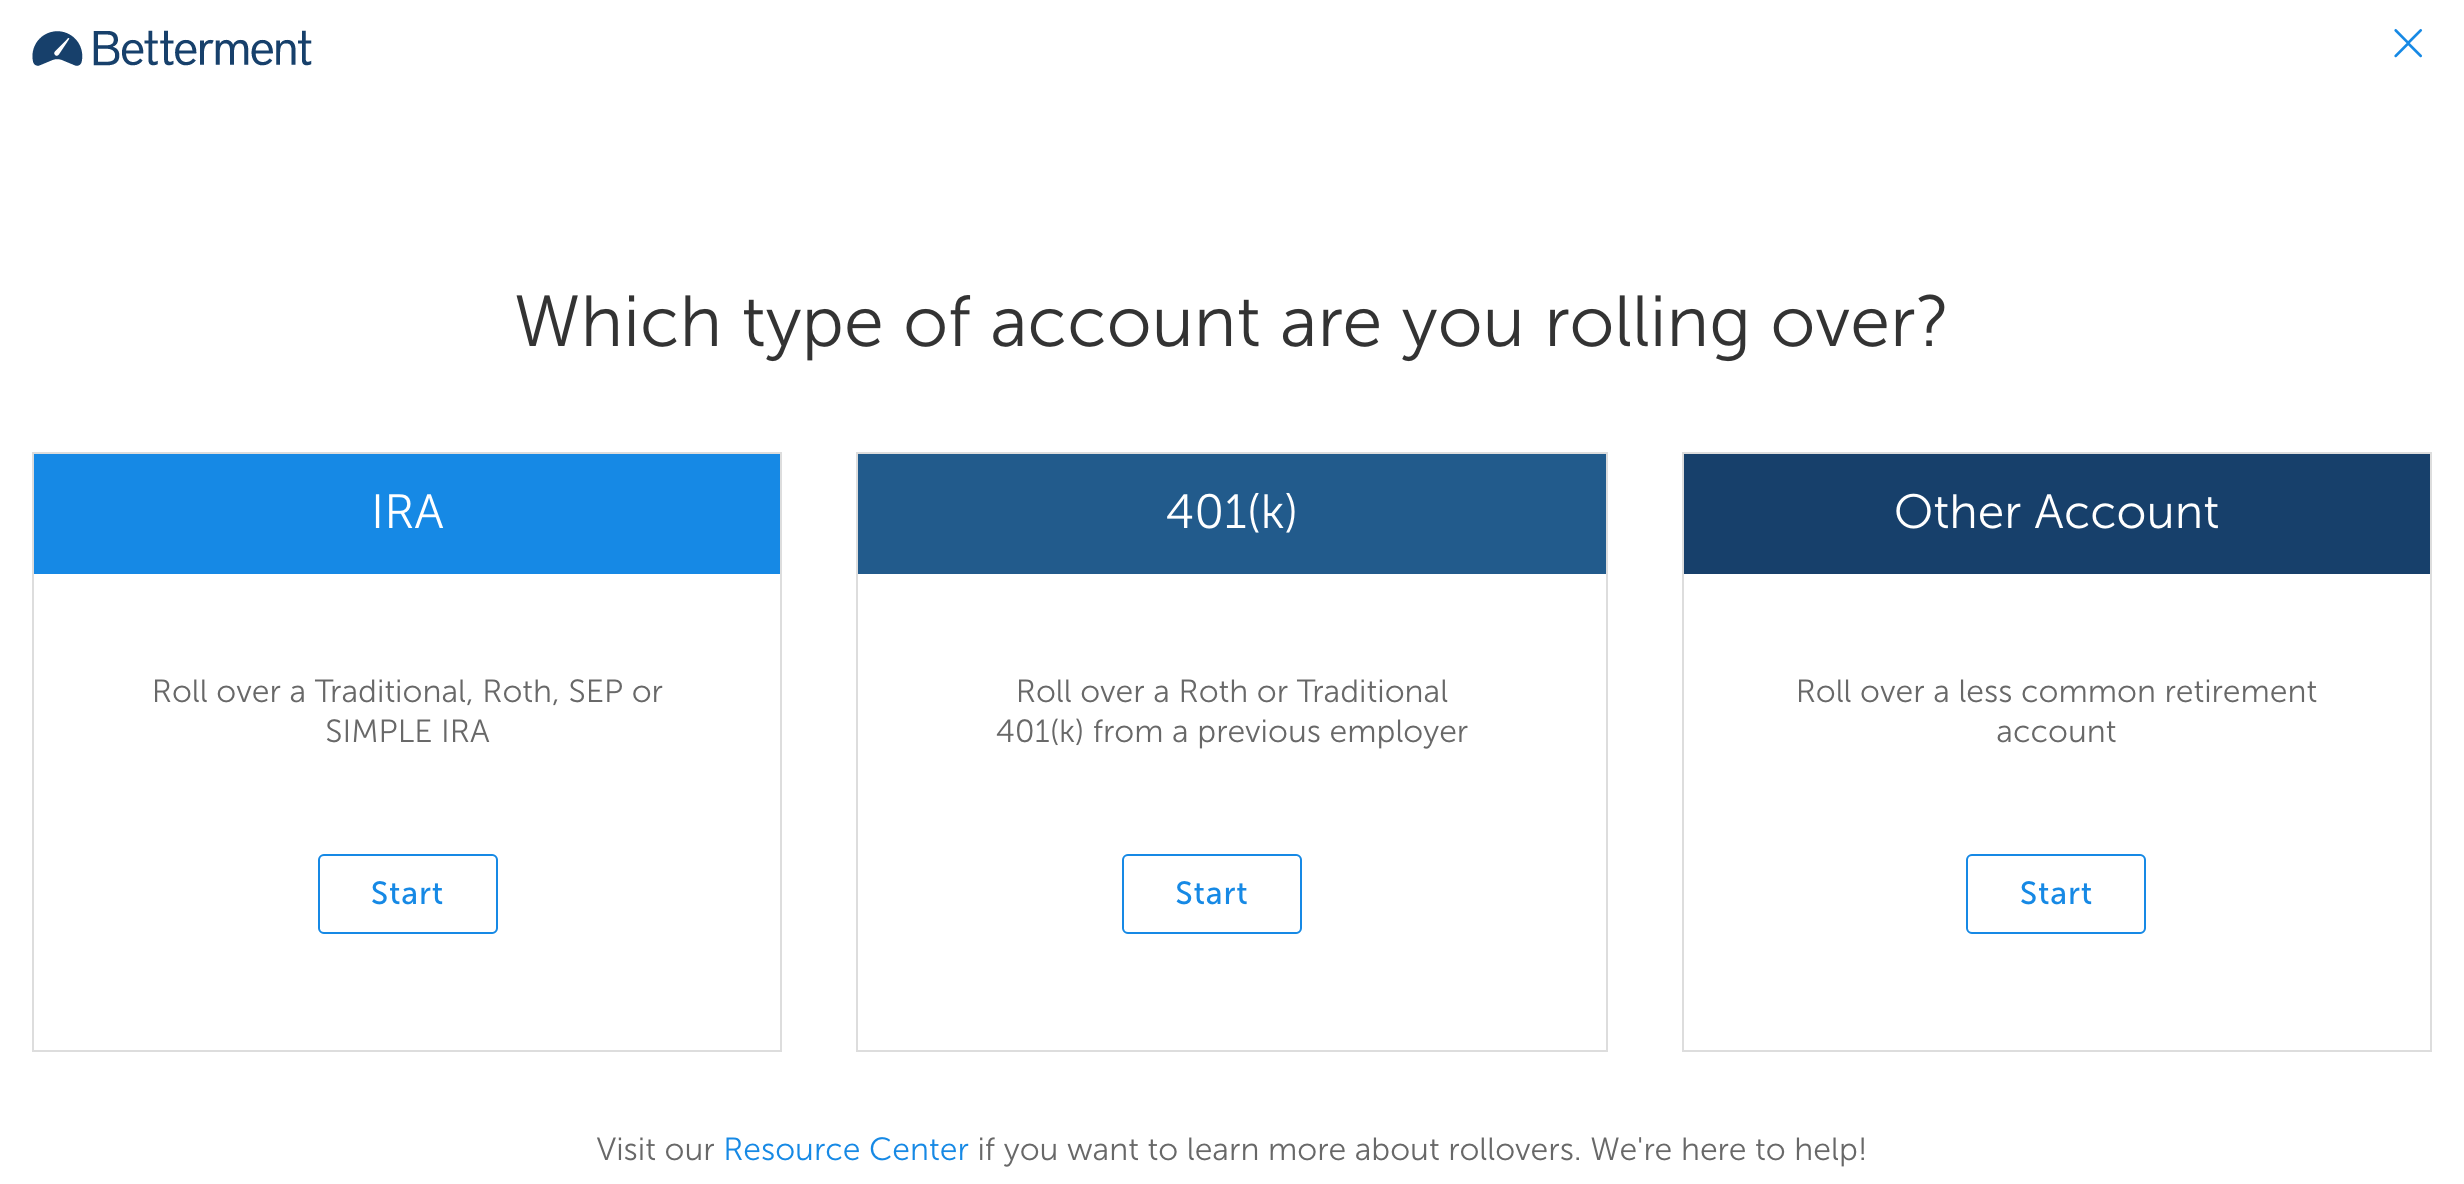 Betterment
Which type of account are you rolling over?
IRA
Roll over a Traditional, Roth, SEP or
SIMPLE IRA
Start
401(k)
Roll over a Roth or Traditional
401(k) from a previous employer
Start
Other Account
Roll over a less common retirement
account
Start
Visit our Resource Center if you want to learn more about rollovers. We're here to help!